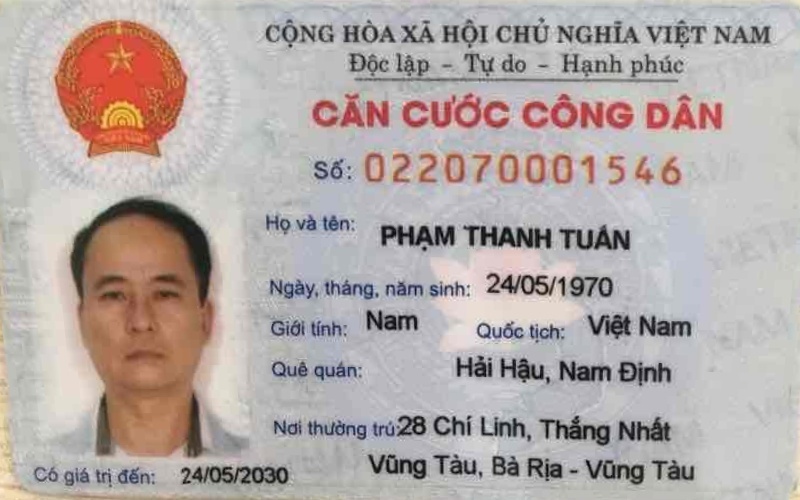 CỘNG HÒA XÃ HỘI CHỦ NGHĨA VIỆT NAM
Độc lập - Tự do - Hạnh phúc
CĂN CƯỚC CÔNG DÂN
Số: 022070001546
Họ và tên: PHẠM THANH TUẤN
Ngày, tháng, năm sinh: 24/05/1970
Giới tính: Nam Quốc tịch: Việt Nam
Quê quán: Hải Hậu, Nam Định
Nơi thường trú: 28 Chí Linh, Thắng Nhất
Vũng Tàu, Bà Rịa - Vũng Tàu
Có giá trị đến: 24/05/2030